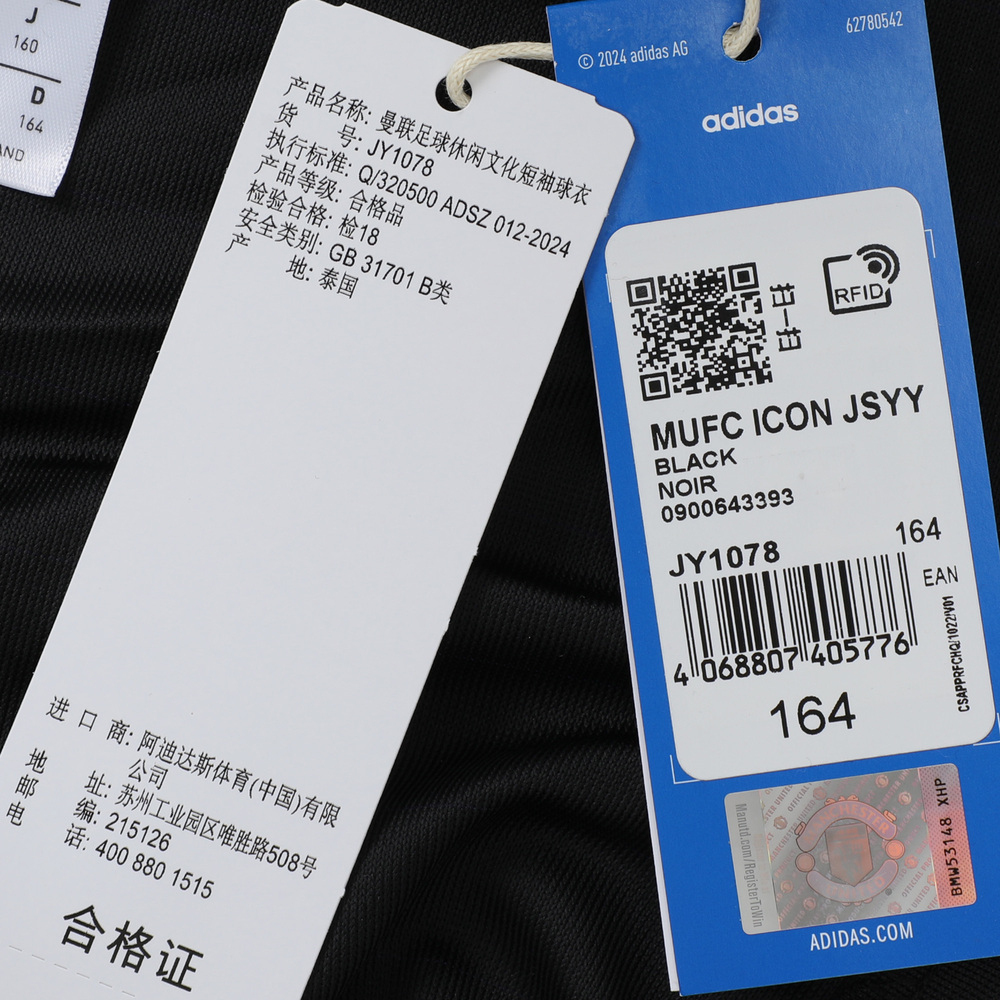 J
160
D
164
AND
产品名称: 曼联足球休闲文化短袖球衣
货 号: JY1078
执行标准: Q/320500 ADSZ 012-2024
产品等级: 合格品
检验合格: 检18
安全类别: GB 31701 B类
产 地: 泰国
进 口 商: 阿迪达斯体育(中国)有限
公司
地 址: 苏州工业园区唯胜路508号
邮 编: 215126
电 话: 400 880 1515
合格证
© 2024 adidas AG
62780542
adidas
RFID
MUFC ICON JSYY
BLACK
NOIR
0900643393
JY1078
164
EAN
4 068807 405776
CSAPPRFCHQ/1022/V01
164
Manutd.com/RegisterToWin
BMW53148 XHP
ADIDAS.COM